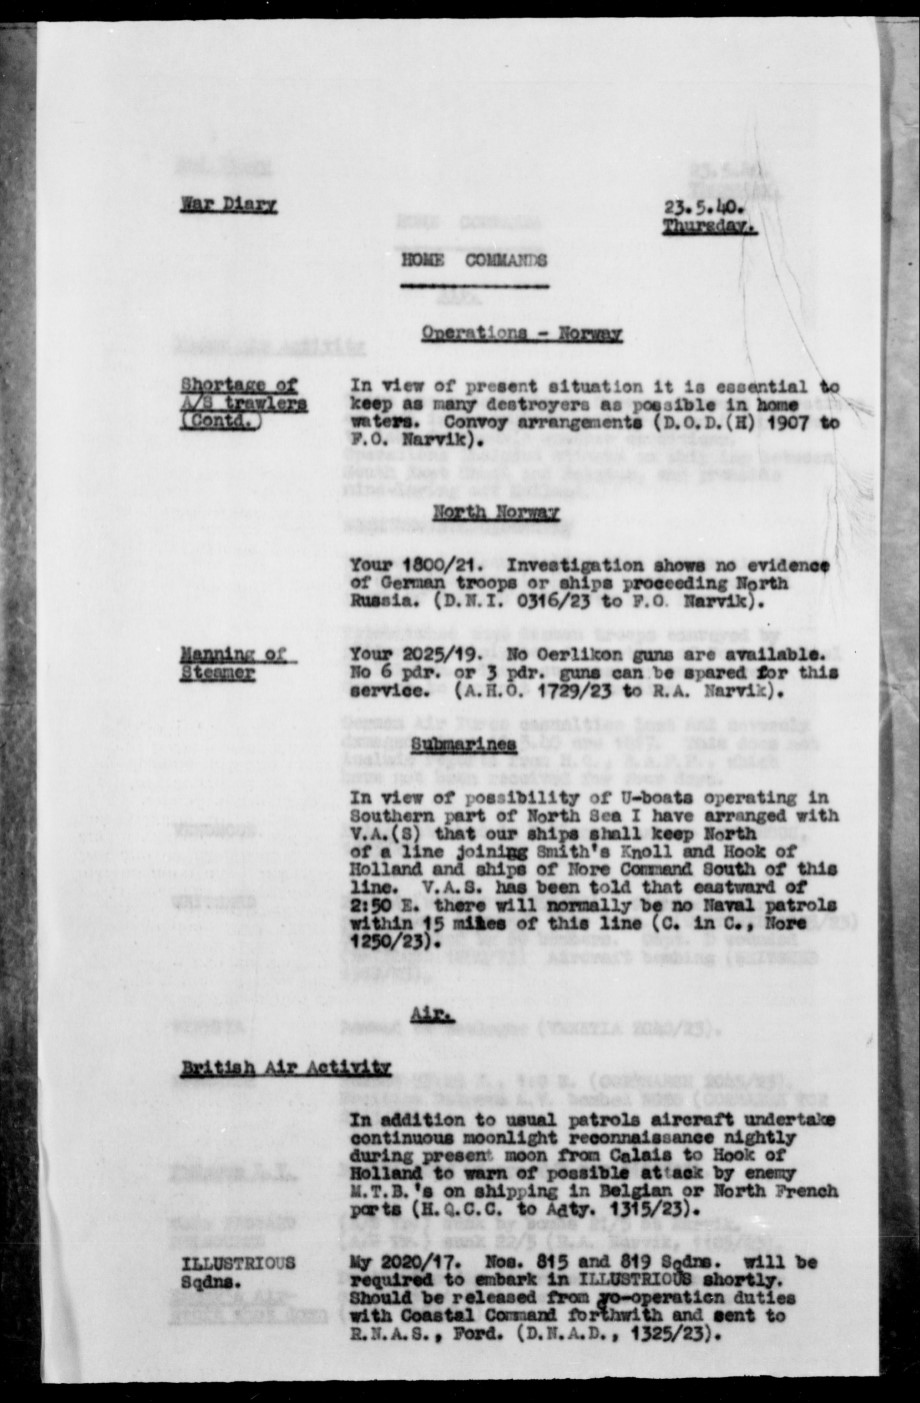 War Diary
23.5.40.
Thursday.
HOME COMMANDS
Operations - Norway
Shortage of
A/S trawlers
(Contd.)
In view of present situation it is essential to
keep as many destroyers as possible in home
waters. Convoy arrangements (D.O.D.(H) 1907 to
F.O. Narvik).
North Norway
Your 1800/21. Investigation shows no evidence
of German troops or ships proceeding North
Russia. (D.N.I. 0316/23 to F.O. Narvik).
Manning of
Steamer
Your 2025/19. No Oerlikon guns are available.
No 6 pdr. or 3 pdr. guns can be spared for this
service. (A.H.O. 1729/23 to R.A. Narvik).
Submarines
In view of possibility of U-boats operating in
Southern part of North Sea I have arranged with
V.A.(S) that our ships shall keep North
of a line joining Smith's Knoll and Hook of
Holland and ships of Nore Command South of this
line. V.A.S. has been told that eastward of
2:50 E. there will normally be no Naval patrols
within 15 miles of this line (C. in C., Nore
1250/23).
Air.
British Air Activity
In addition to usual patrols aircraft undertake
continuous moonlight reconnaissance nightly
during present moon from Calais to Hook of
Holland to warn of possible attack by enemy
M.T.B.'s on shipping in Belgian or North French
ports (H.Q.C.C. to Adty. 1315/23).
ILLUSTRIOUS
Sqdns.
My 2020/17. Nos. 815 and 819 Sqdns. will be
required to embark in ILLUSTRIOUS shortly.
Should be released from co-operation duties
with Coastal Command forthwith and sent to
R.N.A.S., Ford. (D.N.A.D., 1325/23).